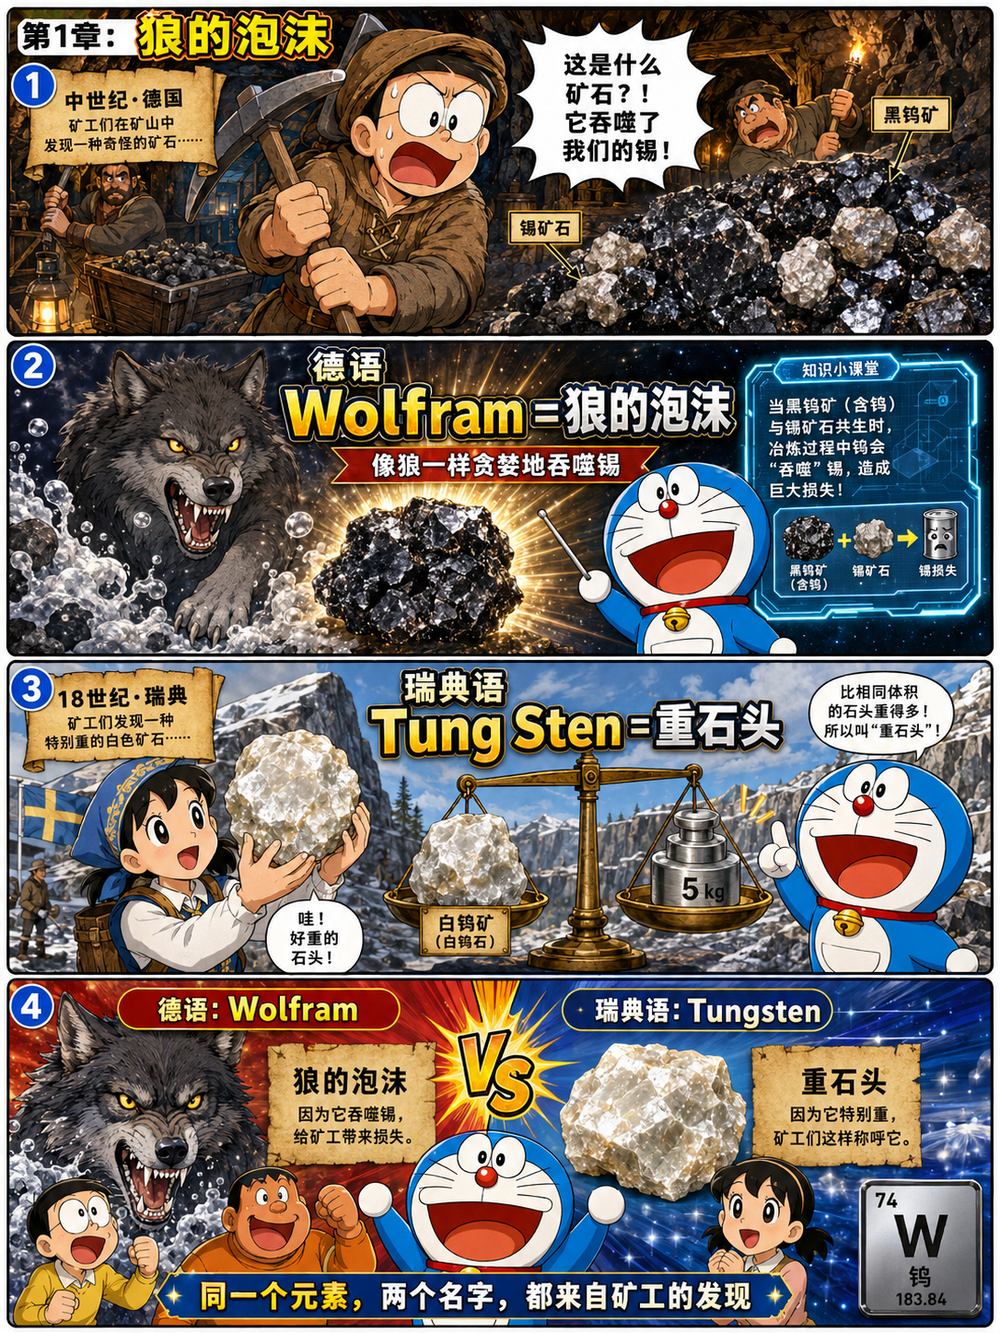 第1章：狼的泡沫
1
中世纪·德国
矿工们在矿山中
发现一种奇怪的矿石……
这是什么
矿石？！
它吞噬了
我们的锡！
黑钨矿
锡矿石
2
德语
Wolfram=狼的泡沫
像狼一样贪婪地吞噬锡
知识小课堂
当黑钨矿（含钨）
与锡矿石共生时，
冶炼过程中钨会
“吞噬”锡，造成
巨大损失！
黑钨矿
（含钨）
+
锡矿石
锡损失
3
18世纪·瑞典
矿工们发现一种
特别重的白色矿石……
瑞典语
Tung Sten=重石头
比相同体积
的石头重得多！
所以叫“重石头”！
哇！
好重的
石头！
白钨矿
（白钨石）
5 kg
4
德语：Wolfram
VS
瑞典语：Tungsten
狼的泡沫
因为它吞噬锡，
给矿工带来损失。
重石头
因为它特别重，
矿工们这样称呼它。
74
W
钨
183.84
同一个元素，两个名字，都来自矿工的发现